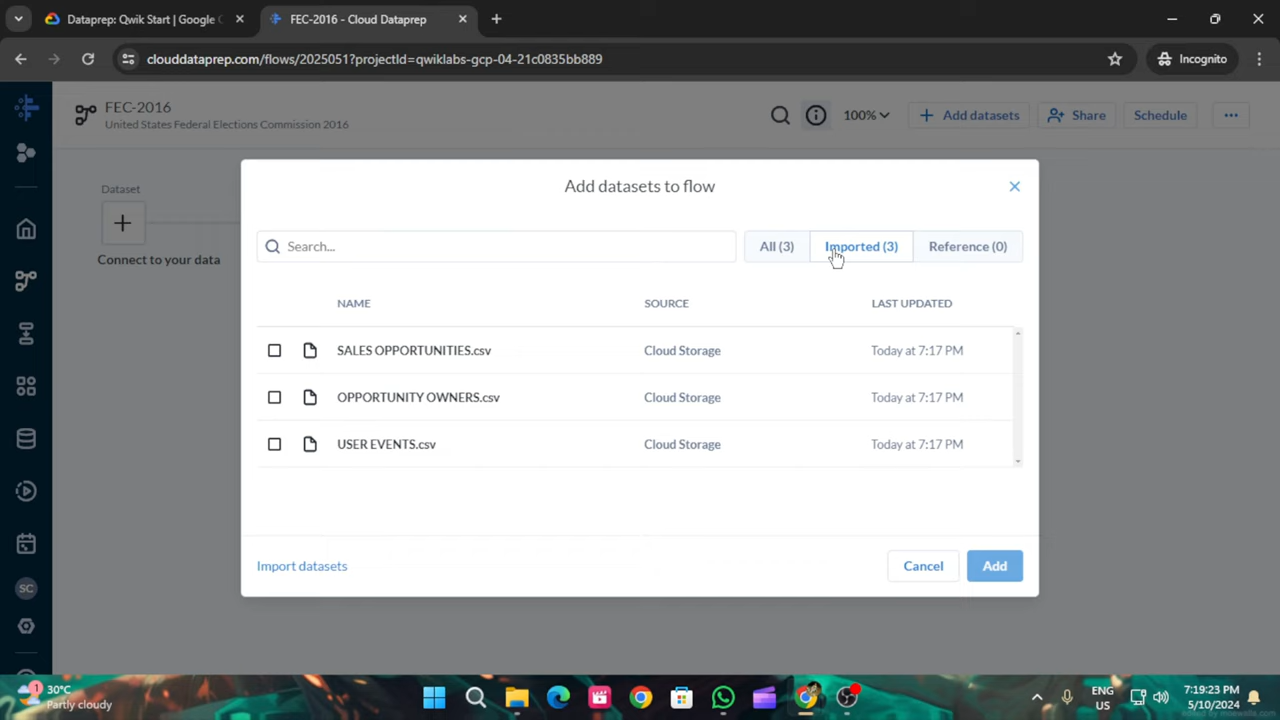 Dataprep: Qwik Start | Google C
FEC-2016 - Cloud Dataprep
clouddataprep.com/flows/2025051?projectId=qwiklabs-gcp-04-21c0835bb889
Incognito
FEC-2016
United States Federal Elections Commission 2016
100%
Add datasets
Share
Schedule
Dataset
Connect to your data
Add datasets to flow
Search...
All (3)
Imported (3)
Reference (0)
NAME SOURCE LAST UPDATED
SALES OPPORTUNITIES.csv Cloud Storage Today at 7:17 PM
OPPORTUNITY OWNERS.csv Cloud Storage Today at 7:17 PM
USER EVENTS.csv Cloud Storage Today at 7:17 PM
Import datasets
Cancel
Add
SC
1
30°C
Partly cloudy
ENG
US
7:19:23 PM
5/10/2024